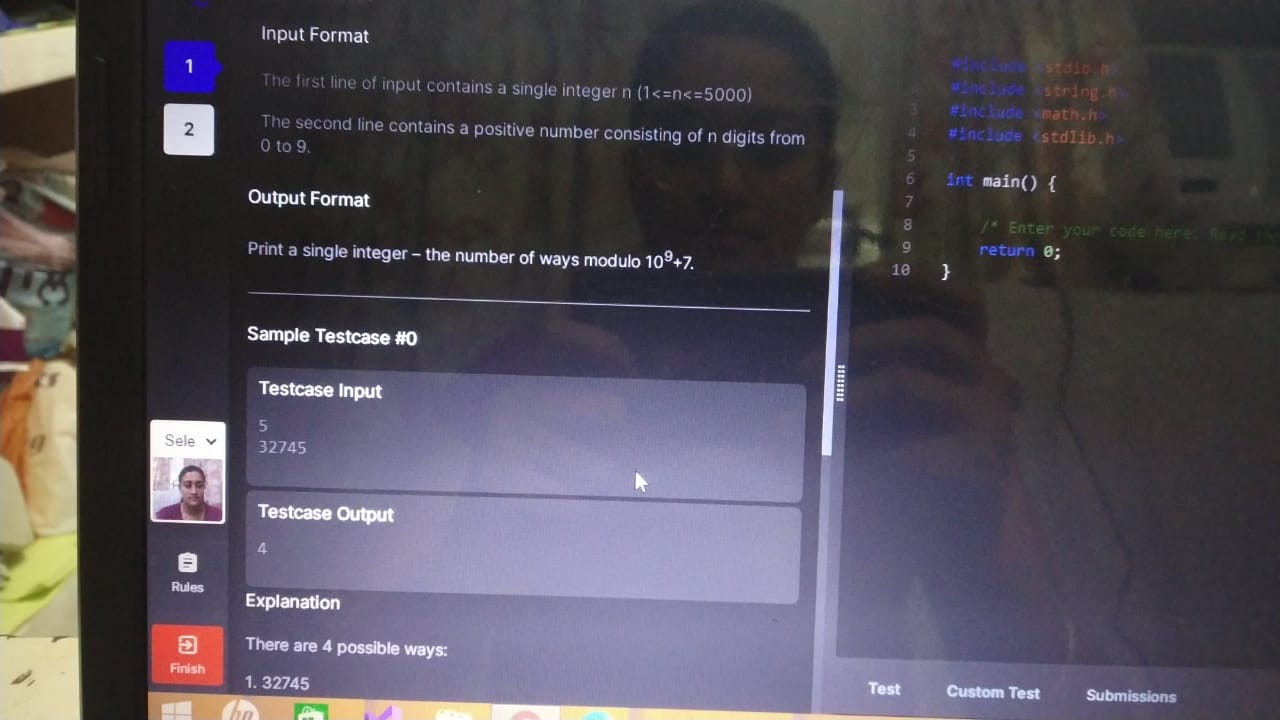 Input Format
1
The first line of input contains a single integer n (1<=n<=5000)
2
The second line contains a positive number consisting of n digits from
0 to 9.
Output Format
Print a single integer – the number of ways modulo 10⁹+7.
Sample Testcase #0
Testcase Input
5
32745
Testcase Output
4
Explanation
There are 4 possible ways:
1. 32745
Sele
Rules
Finish
#include <stdio.h>
#include <string.h>
3 #include <math.h>
4 #include <stdlib.h>
5
6 int main() {
7
8 /* Enter your code here. Read
9 return 0;
10 }
Test Custom Test Submissions
hp